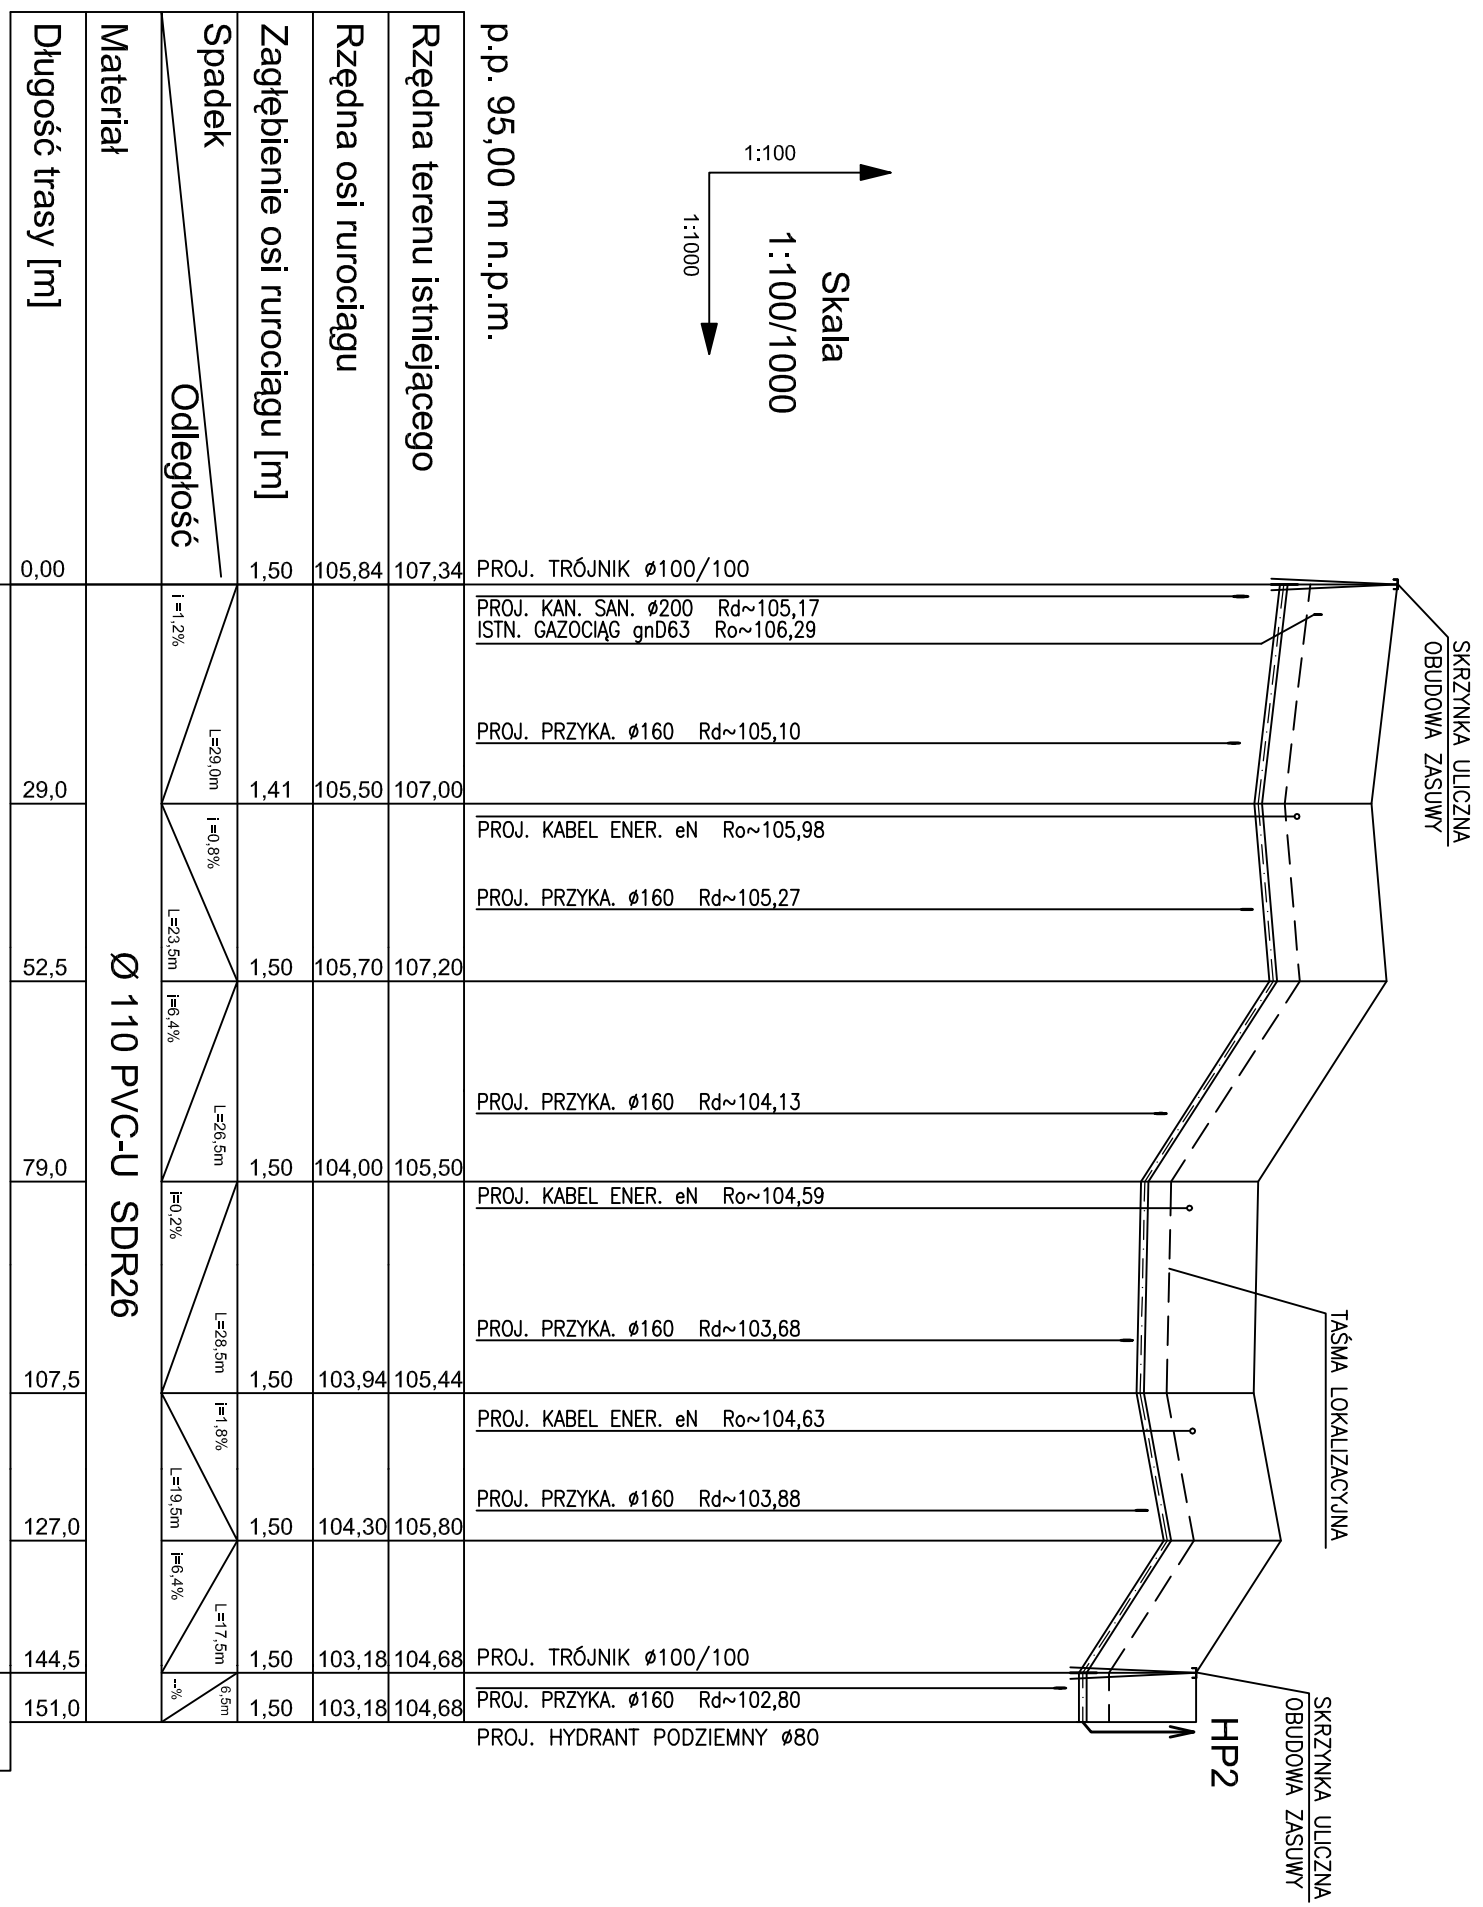 SKRZYNKA ULICZNA
OBUDOWA ZASUWY
TAŚMA LOKALIZACYJNA
SKRZYNKA ULICZNA
OBUDOWA ZASUWY
HP2
Skala
1:100/1000
1:100
1:1000
p.p. 95,00 m n.p.m.
PROJ. TRÓJNIK ø100/100
PROJ. KAN. SAN. ø200 Rd~105,17
ISTN. GAZOCIĄG gnD63 Ro~106,29
PROJ. PRZYKA. ø160 Rd~105,10
PROJ. KABEL ENER. eN Ro~105,98
PROJ. PRZYKA. ø160 Rd~105,27
PROJ. PRZYKA. ø160 Rd~104,13
PROJ. KABEL ENER. eN Ro~104,59
PROJ. PRZYKA. ø160 Rd~103,68
PROJ. KABEL ENER. eN Ro~104,63
PROJ. PRZYKA. ø160 Rd~103,88
PROJ. TRÓJNIK ø100/100
PROJ. PRZYKA. ø160 Rd~102,80
PROJ. HYDRANT PODZIEMNY ø80
Rzędna terenu istniejącego 107,34 107,00 107,20 105,50 105,44 105,80 104,68 104,68
Rzędna osi rurociągu 105,84 105,50 105,70 104,00 103,94 104,30 103,18 103,18
Zagłębienie osi rurociągu [m] 1,50 1,41 1,50 1,50 1,50 1,50 1,50 1,50
Spadek
Odległość
i=1,2% L=29,0m
i=0,8% L=23,5m
i=6,4% L=26,5m
i=0,2% L=28,5m
i=1,8% L=19,5m
i=6,4% L=17,5m
--% 6,5m
Materiał Ø 110 PVC-U SDR26
Długość trasy [m] 0,00 29,0 52,5 79,0 107,5 127,0 144,5 151,0